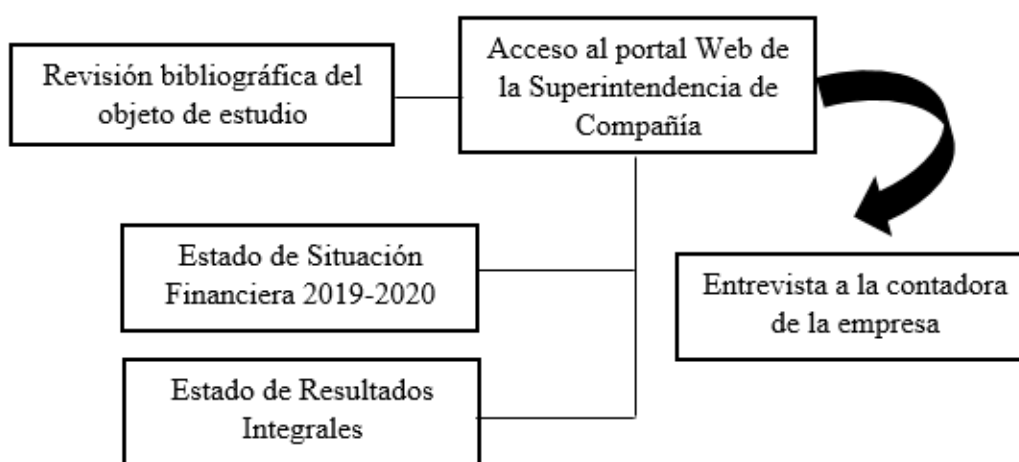 Revisión bibliográfica del
objeto de estudio
Acceso al portal Web de
la Superintendencia de
Compañía
Estado de Situación
Financiera 2019-2020
Entrevista a la contadora
de la empresa
Estado de Resultados
Integrales